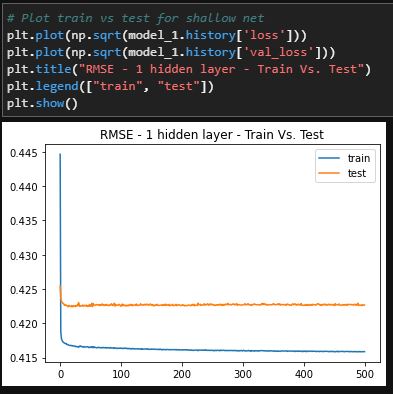 # Plot train vs test for shallow net
plt.plot(np.sqrt(model_1.history['loss']))
plt.plot(np.sqrt(model_1.history['val_loss']))
plt.title("RMSE - 1 hidden layer - Train Vs. Test")
plt.legend(["train", "test"])
plt.show()
RMSE - 1 hidden layer - Train Vs. Test
train
test
0.445
0.440
0.435
0.430
0.425
0.420
0.415
0 100 200 300 400 500